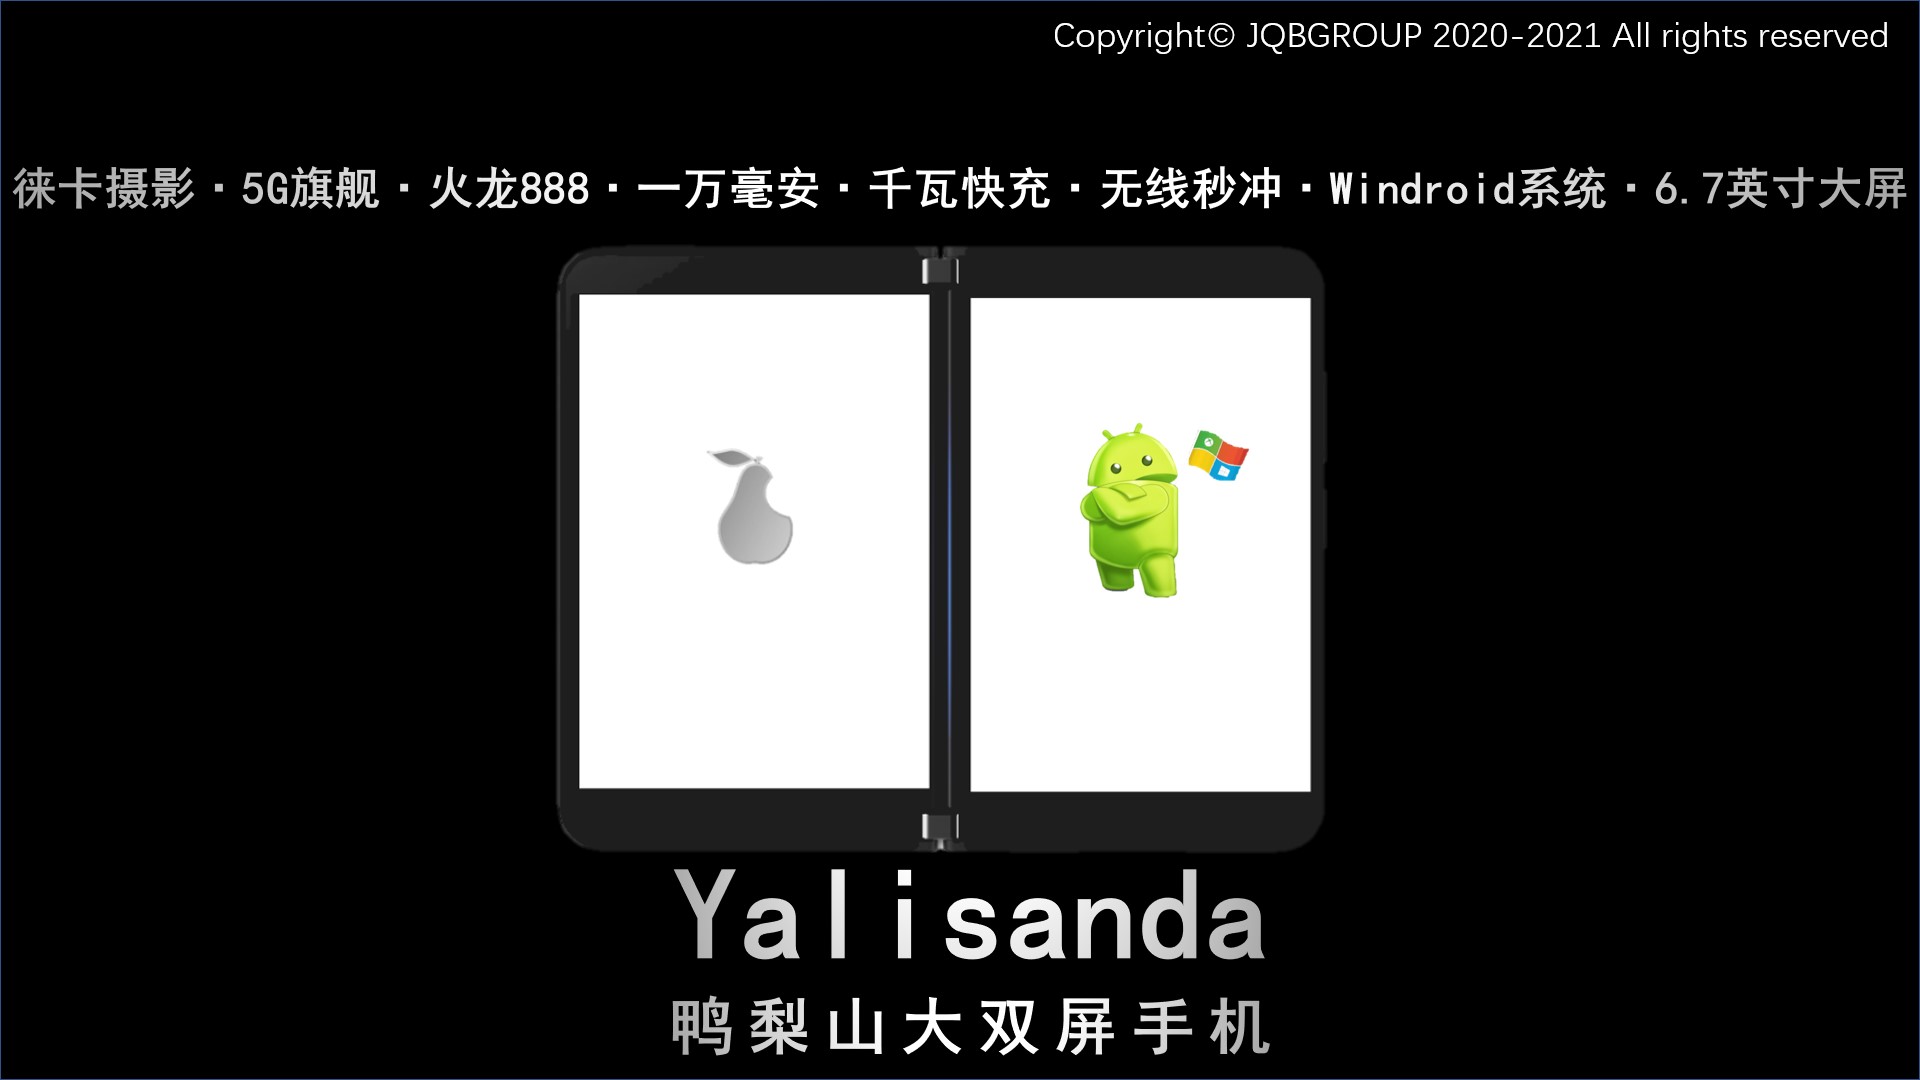 Copyright© JQBGROUP 2020-2021 All rights reserved
徕卡摄影·5G旗舰·火龙888·一万毫安·千瓦快充·无线秒冲·Windroid系统·6.7英寸大屏
Yalisanda
鸭梨山大双屏手机